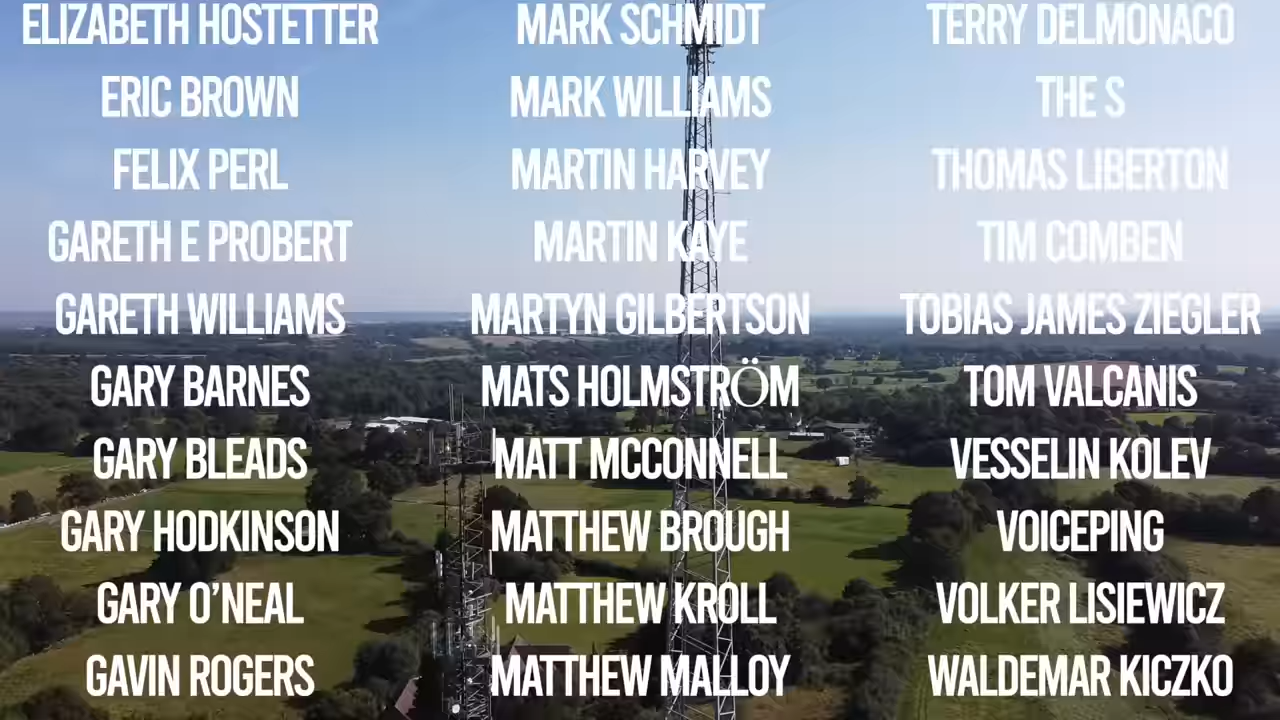 ELIZABETH HOSTETTER
ERIC BROWN
FELIX PERL
GARETH E PROBERT
GARETH WILLIAMS
GARY BARNES
GARY BLEADS
GARY HODKINSON
GARY O’NEAL
GAVIN ROGERS
MARK SCHMIDT
MARK WILLIAMS
MARTIN HARVEY
MARTIN KAYE
MARTYN GILBERTSON
MATS HOLMSTRÖM
MATT MCCONNELL
MATTHEW BROUGH
MATTHEW KROLL
MATTHEW MALLOY
TERRY DELMONACO
THE S
THOMAS LIBERTON
TIM COMBEN
TOBIAS JAMES ZIEGLER
TOM VALCANIS
VESSELIN KOLEV
VOICEPING
VOLKER LISIEWICZ
WALDEMAR KICZKO